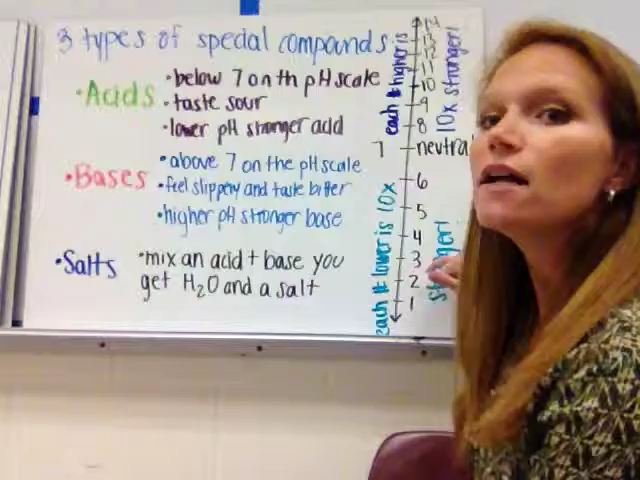 3 types of special compounds
• Acids
• below 7 on th pH scale
• taste sour
• lower pH stronger acid
• Bases
• above 7 on the pH scale
• feel slippery and taste bitter
• higher pH stronger base
• Salts
• mix an acid + base you
get H₂O and a salt
each # higher is
10x stronger!
14
13
12
11
10
9
8
7 neutra
6
5
4
3
2
1
each # lower is 10x
stronger!